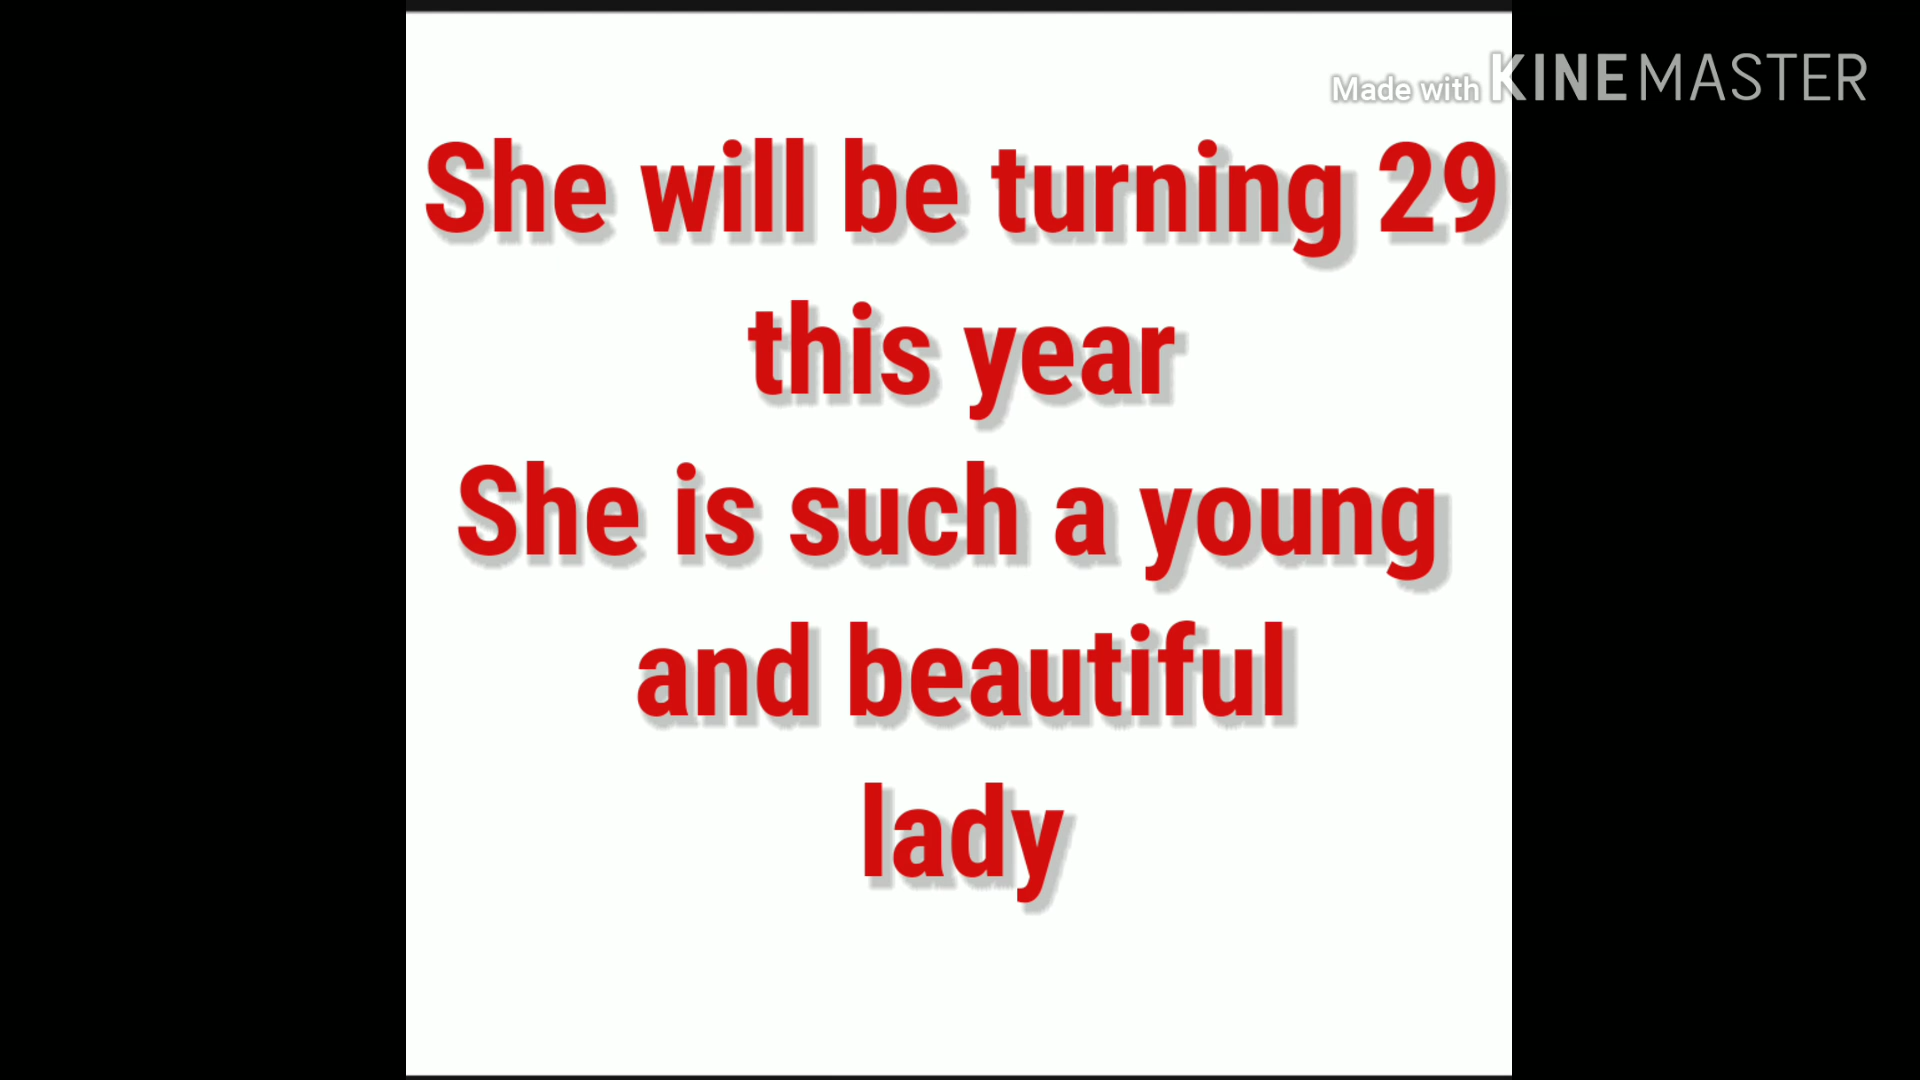 Made with KINEMASTER
She will be turning 29
this year
She is such a young
and beautiful
lady